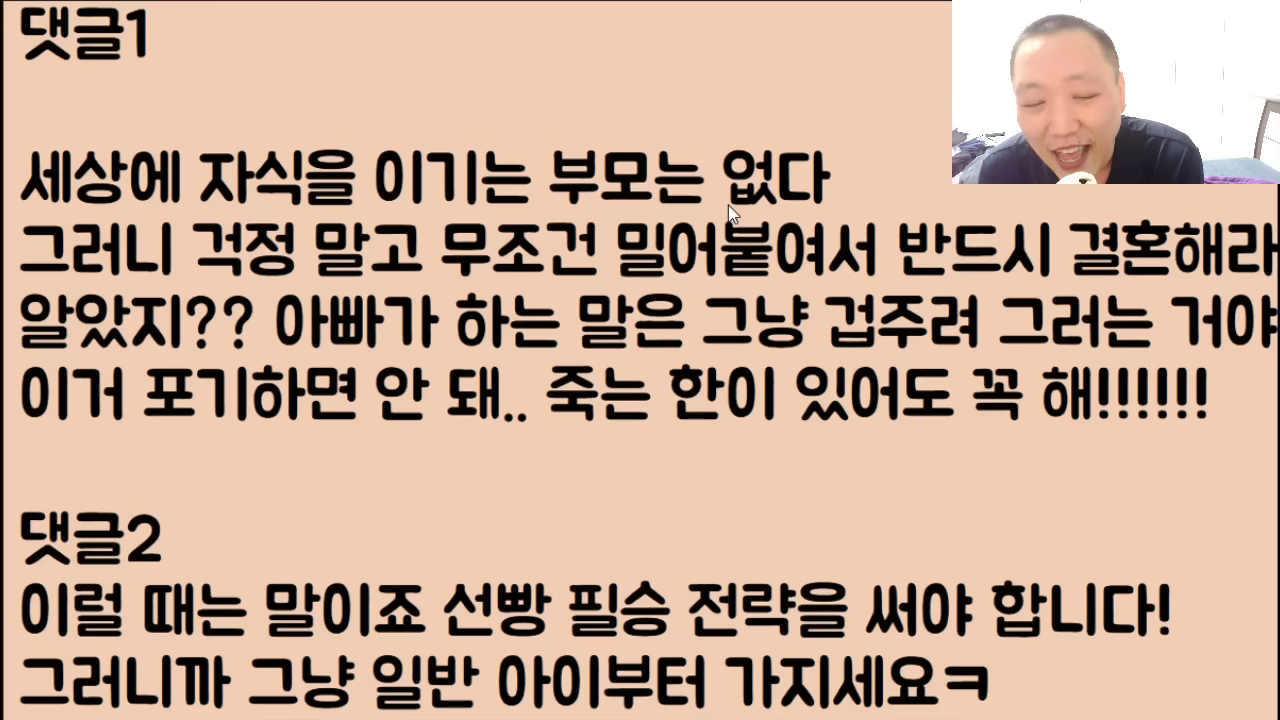 댓글1
세상에 자식을 이기는 부모는 없다
그러니 걱정 말고 무조건 밀어붙여서 반드시 결혼해라
알았지?? 아빠가 하는 말은 그냥 겁주려 그러는 거야
이거 포기하면 안 돼.. 죽는 한이 있어도 꼭 해!!!!!!
댓글2
이럴 때는 말이죠 선빵 필승 전략을 써야 합니다!
그러니까 그냥 일반 아이부터 가지세요ㅋ